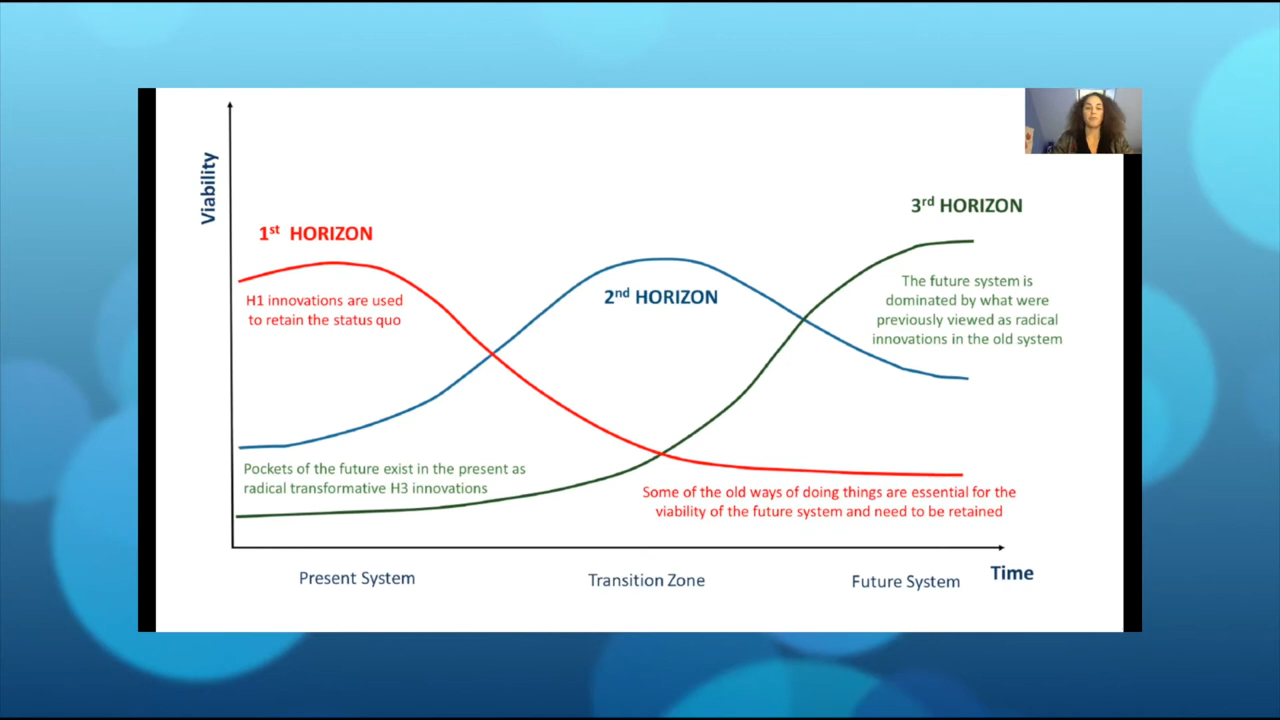 Viability
1st HORIZON
H1 innovations are used
to retain the status quo
2nd HORIZON
3rd HORIZON
The future system is
dominated by what were
previously viewed as radical
innovations in the old system
Pockets of the future exist in the present as
radical transformative H3 innovations
Some of the old ways of doing things are essential for the
viability of the future system and need to be retained
Present System
Transition Zone
Future System
Time